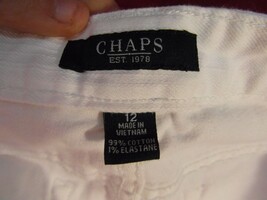 CHAPS
EST. 1978
12
MADE IN
VIETNAM
99% COTTON
1% ELASTANE